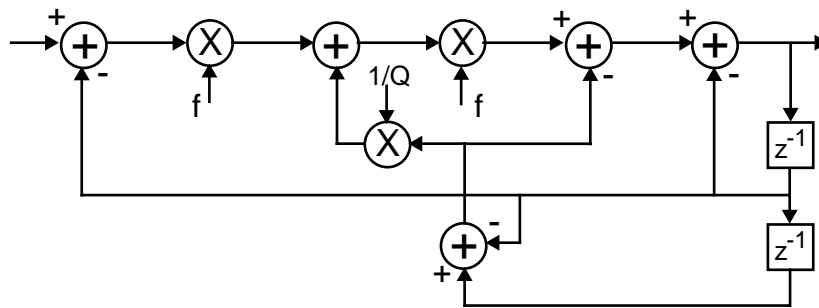 + + +
+ X + X + +
- - -
1/Q
f f
X
z-1
-
+
+
z-1